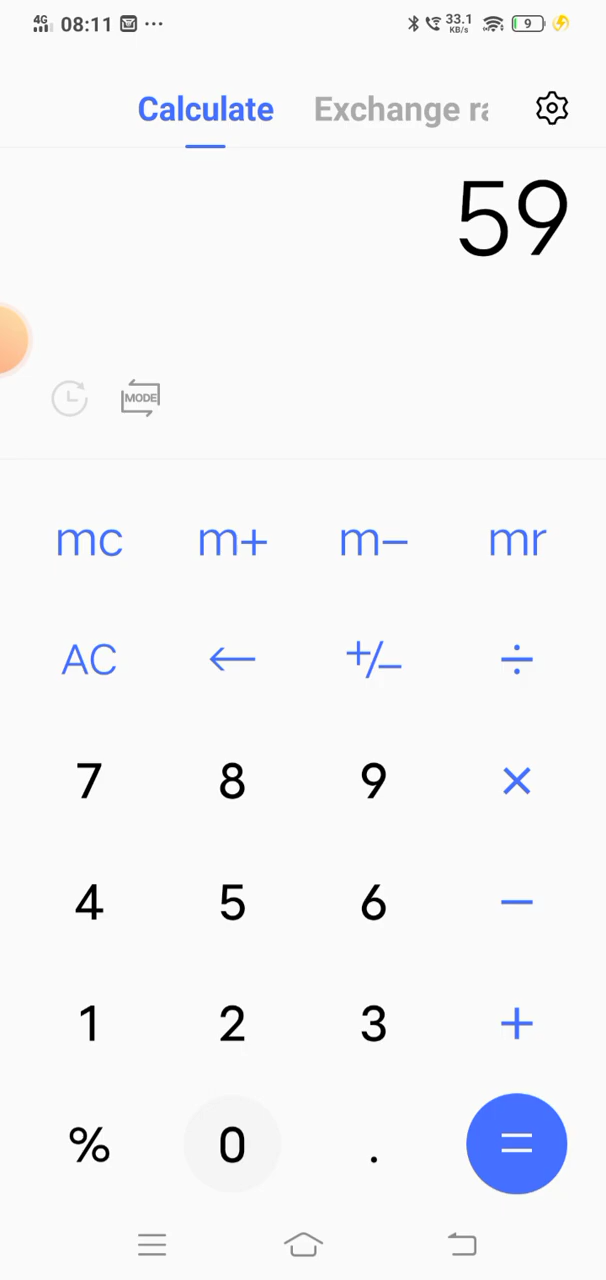 4G 08:11 ... 33.1 KB/s 9
Calculate Exchange ra
59
MODE
mc m+ m– mr
AC ← +/– ÷
7 8 9 ×
4 5 6 –
1 2 3 +
% 0 . =